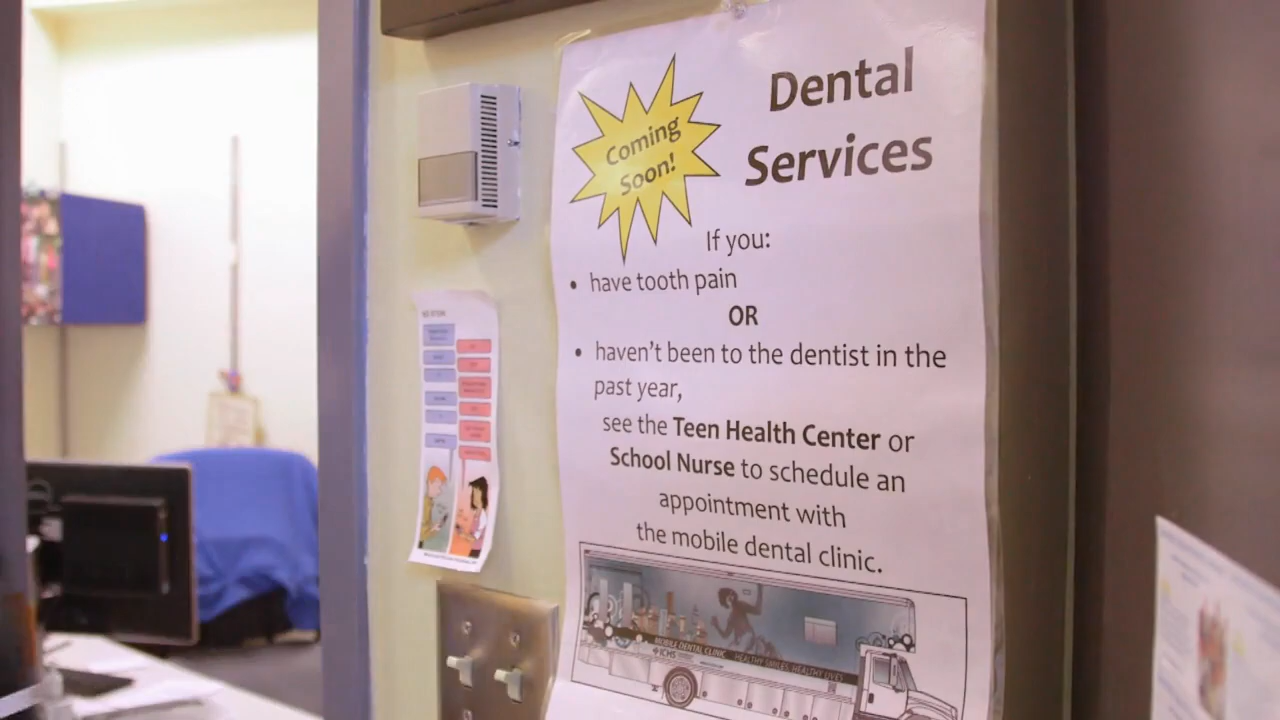 Coming
Soon!
Dental
Services
If you:
• have tooth pain
OR
• haven't been to the dentist in the
past year,
see the Teen Health Center or
School Nurse to schedule an
appointment with
the mobile dental clinic.
MOBILE DENTAL CLINIC
HEALTHY SMILES, HEALTHY LIVES
ICHS